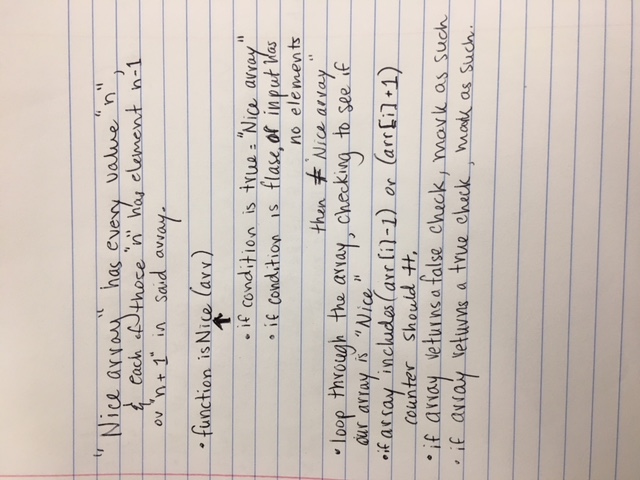 "Nice array" has every value "n",
& each of those "n" has element n-1
or "n+1" in said array.
• function isNice (arr)
• if condition is true = "Nice array"
• if condition is flase, or input has
no elements
then ≠ "Nice array"
• loop through the array, checking to see if
our array is "Nice"
• if array includes (arr[i]-1) or (arr[i]+1)
counter should ++.
• if array returns a false check, mark as such
• if array returns a true check, mark as such.